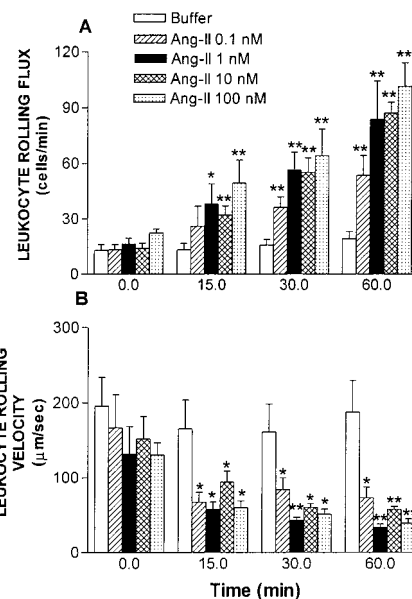 A
Buffer
Ang-II 0.1 nM
Ang-II 1 nM
Ang-II 10 nM
Ang-II 100 nM
LEUKOCYTE ROLLING FLUX
(cells/min)
120
90
60
30
0
* ** **
** ** ** **
** ** ** **
0.0 15.0 30.0 60.0
B
LEUKOCYTE ROLLING
VELOCITY
(μm/sec)
300
200
100
0
* * * *
* ** * *
* ** * **
0.0 15.0 30.0 60.0
Time (min)